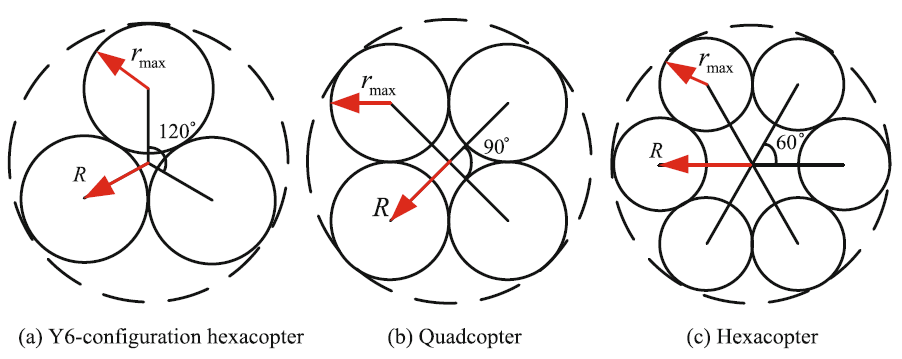 r_max
120°
R
(a) Y6-configuration hexacopter
r_max
90°
R
(b) Quadcopter
r_max
60°
R
(c) Hexacopter